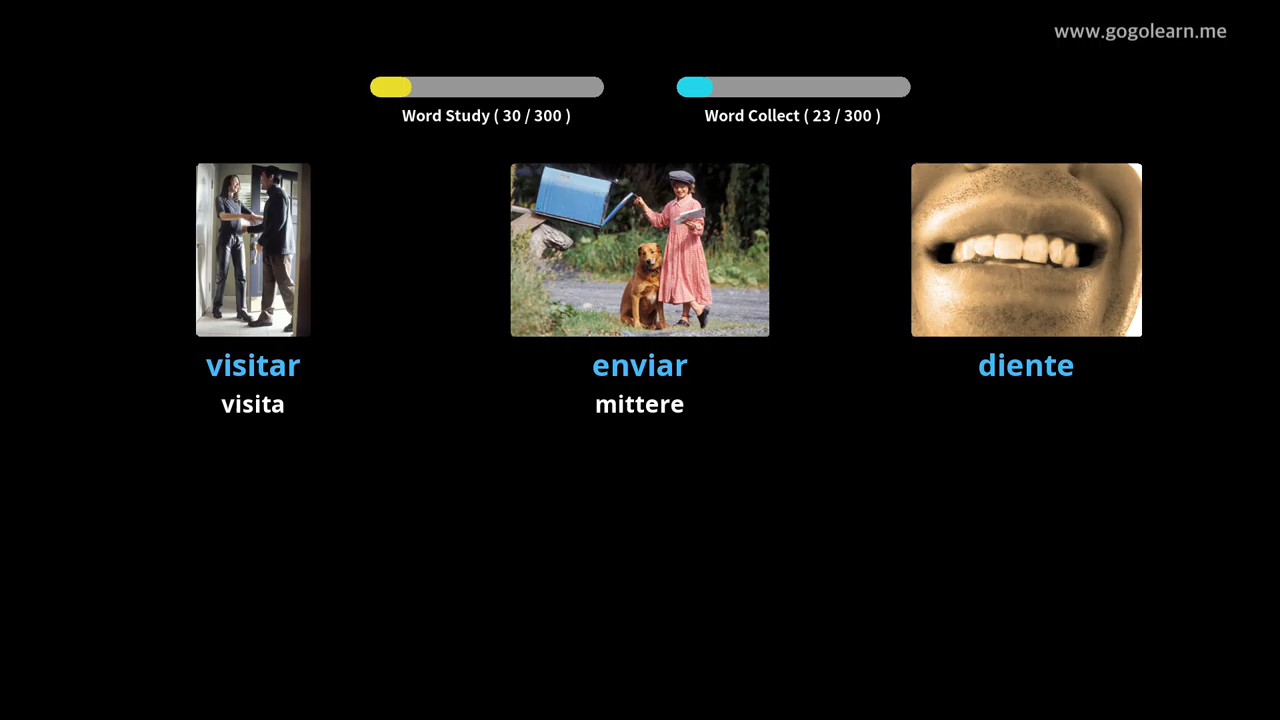 www.gogolearn.me
Word Study ( 30 / 300 )
Word Collect ( 23 / 300 )
visitar
visita
enviar
mittere
diente